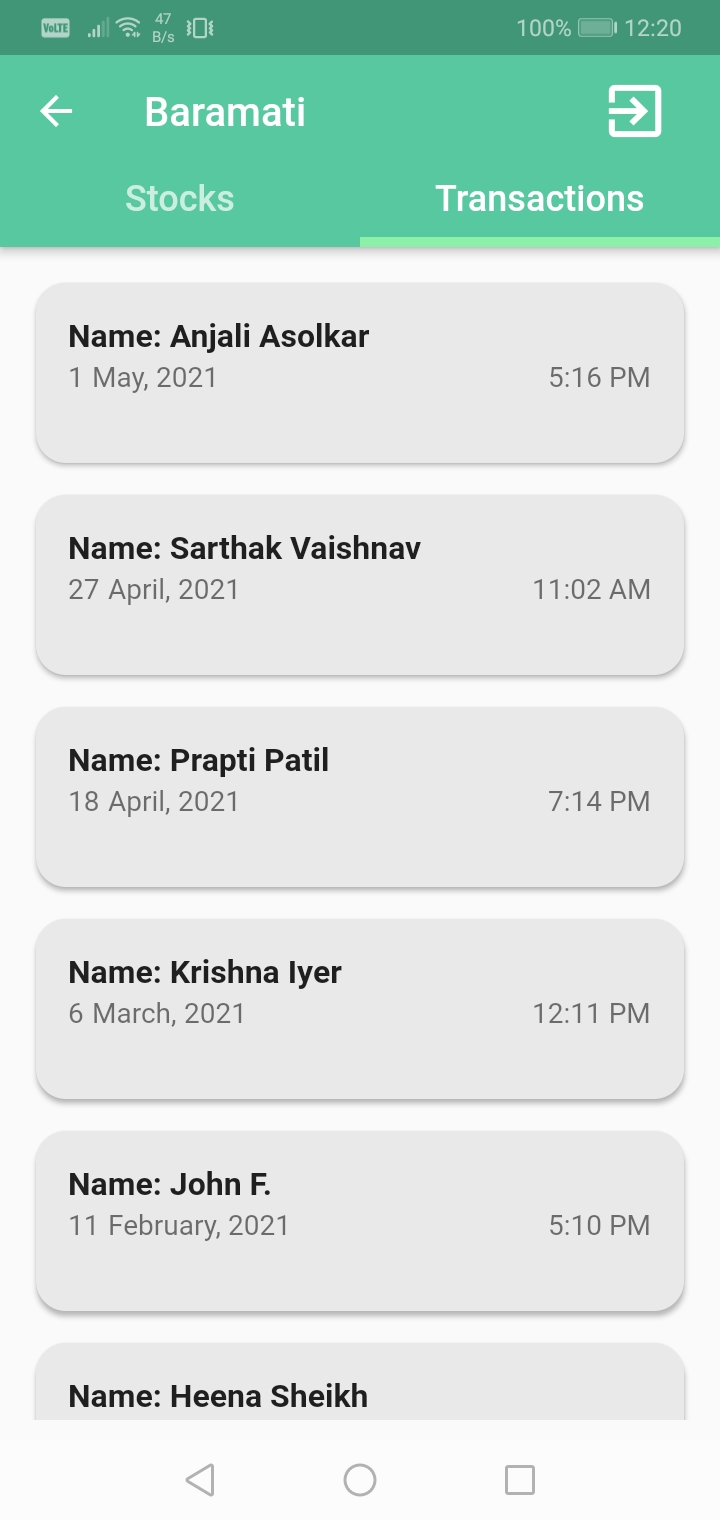 VoLTE 47 B/s 100% 12:20
Baramati
Stocks Transactions
Name: Anjali Asolkar
1 May, 2021 5:16 PM
Name: Sarthak Vaishnav
27 April, 2021 11:02 AM
Name: Prapti Patil
18 April, 2021 7:14 PM
Name: Krishna Iyer
6 March, 2021 12:11 PM
Name: John F.
11 February, 2021 5:10 PM
Name: Heena Sheikh